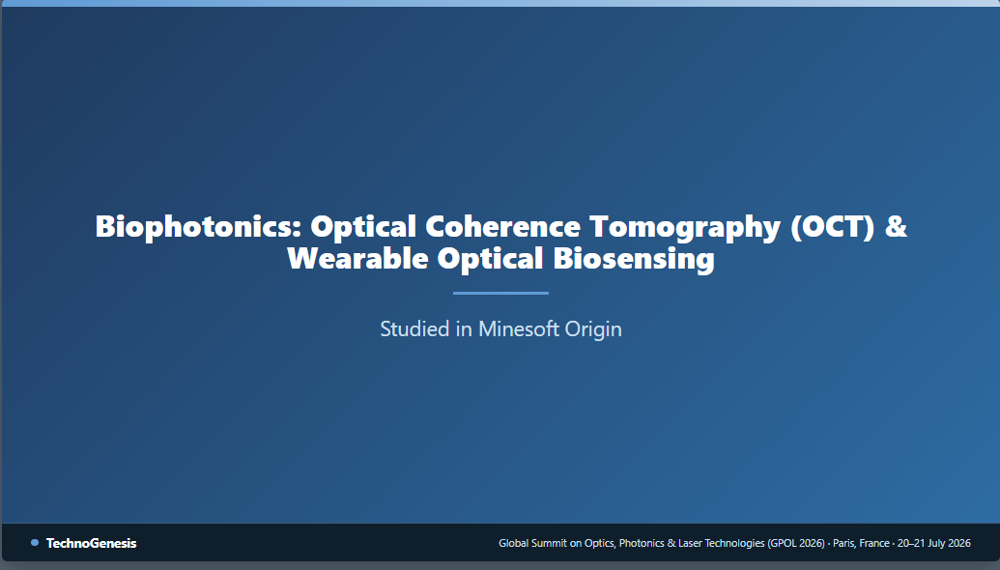 Biophotonics: Optical Coherence Tomography (OCT) &
Wearable Optical Biosensing
Studied in Minesoft Origin
TechnoGenesis
Global Summit on Optics, Photonics & Laser Technologies (GPOL 2026) · Paris, France · 20–21 July 2026